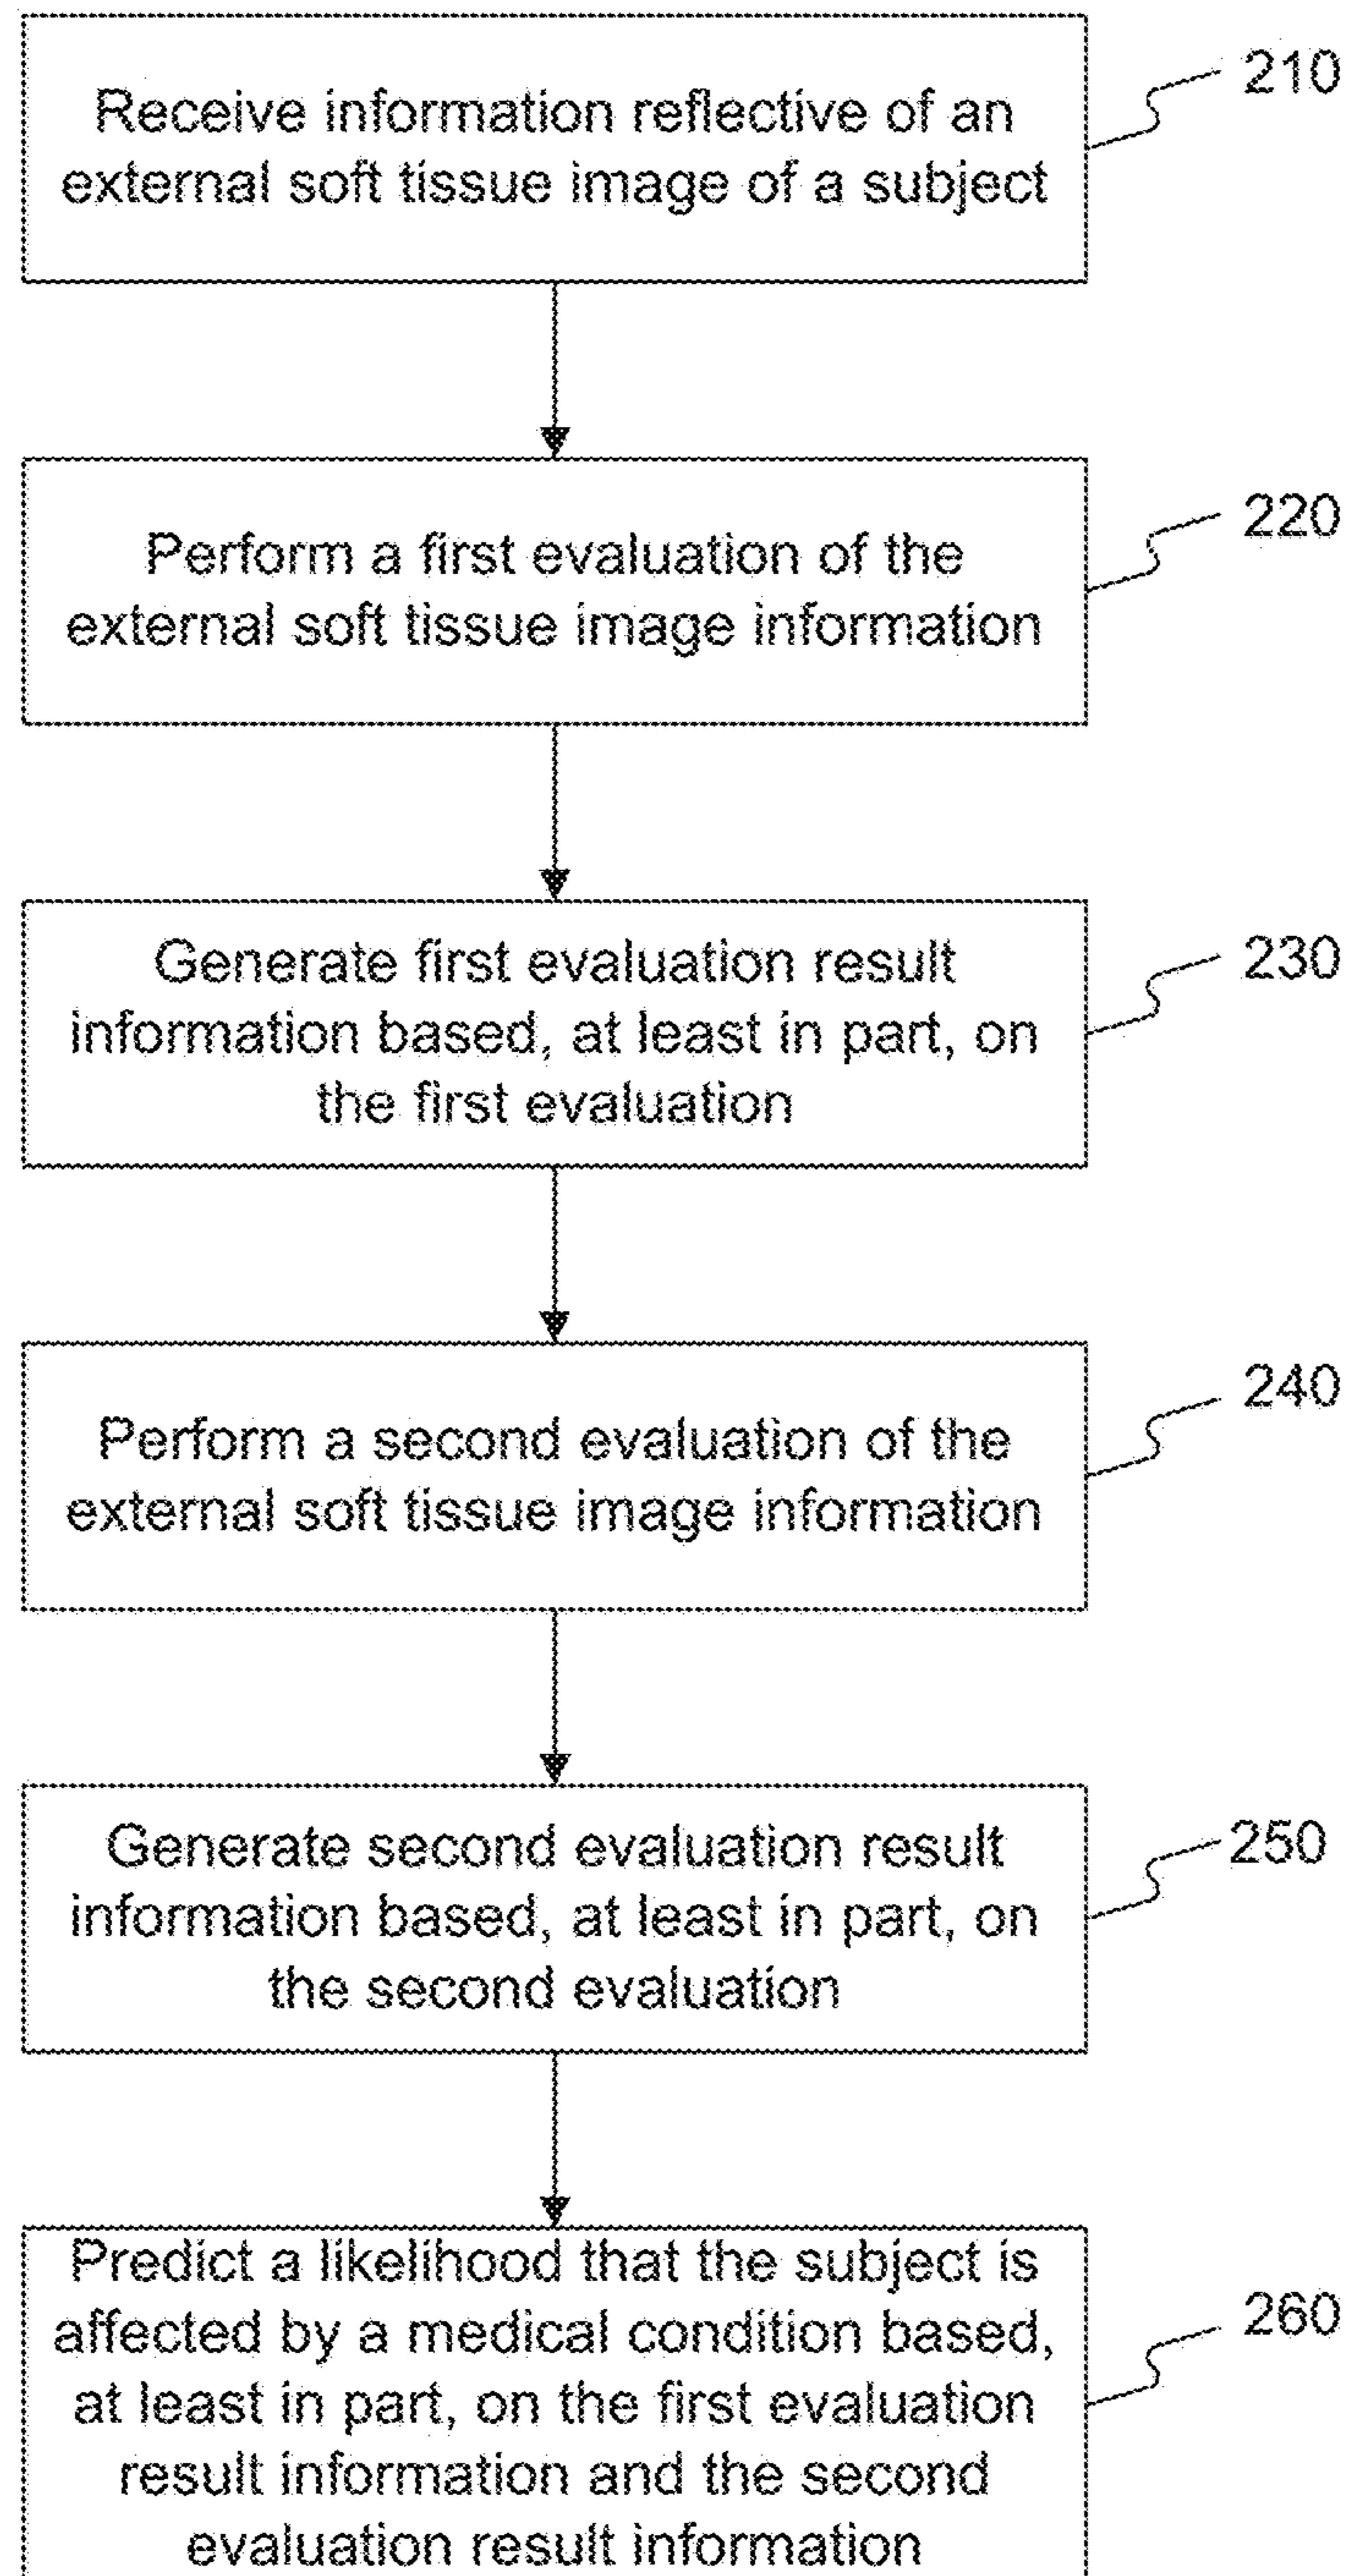 Receive information reflective of an
external soft tissue image of a subject
210
Perform a first evaluation of the
external soft tissue image information
220
Generate first evaluation result
information based, at least in part, on
the first evaluation
230
Perform a second evaluation of the
external soft tissue image information
240
Generate second evaluation result
information based, at least in part, on
the second evaluation
250
Predict a likelihood that the subject is
affected by a medical condition based,
at least in part, on the first evaluation
result information and the second
evaluation result information
260